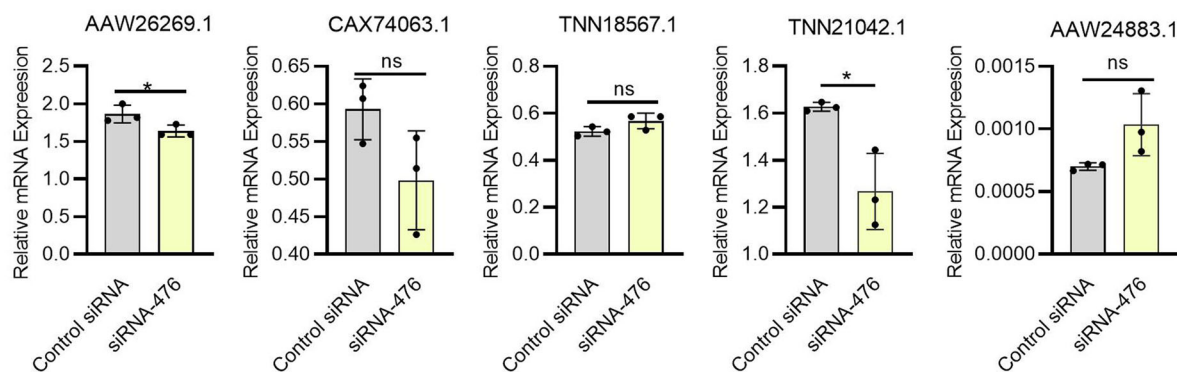 AAW26269.1
Relative mRNA Expreesion
2.5
2.0
1.5
1.0
0.5
0.0
*
Control siRNA
siRNA-476
CAX74063.1
Relative mRNA Expreesion
0.65
0.60
0.55
0.50
0.45
0.40
ns
Control siRNA
siRNA-476
TNN18567.1
Relative mRNA Expreesion
0.8
0.6
0.4
0.2
0.0
ns
Control siRNA
siRNA-476
TNN21042.1
Relative mRNA Expreesion
1.8
1.6
1.4
1.2
1.0
*
Control siRNA
siRNA-476
AAW24883.1
Relative mRNA Expreesion
0.0015
0.0010
0.0005
0.0000
ns
Control siRNA
siRNA-476